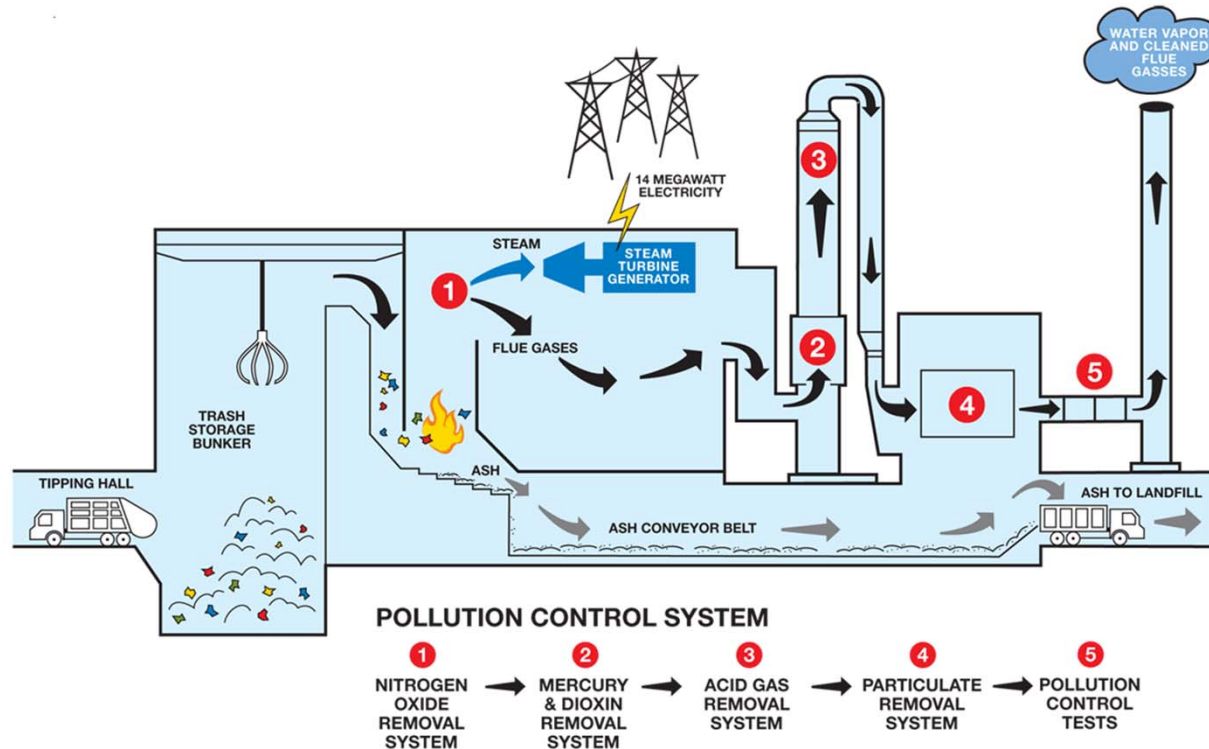 WATER VAPOR
AND CLEANED
FLUE
GASSES
14 MEGAWATT
ELECTRICITY
3
STEAM
STEAM
TURBINE
GENERATOR
1
FLUE GASES
2
4
5
TRASH
STORAGE
BUNKER
ASH
TIPPING HALL
ASH TO LANDFILL
ASH CONVEYOR BELT
POLLUTION CONTROL SYSTEM
1
NITROGEN
OXIDE
REMOVAL
SYSTEM
2
MERCURY
& DIOXIN
REMOVAL
SYSTEM
3
ACID GAS
REMOVAL
SYSTEM
4
PARTICULATE
REMOVAL
SYSTEM
5
POLLUTION
CONTROL
TESTS